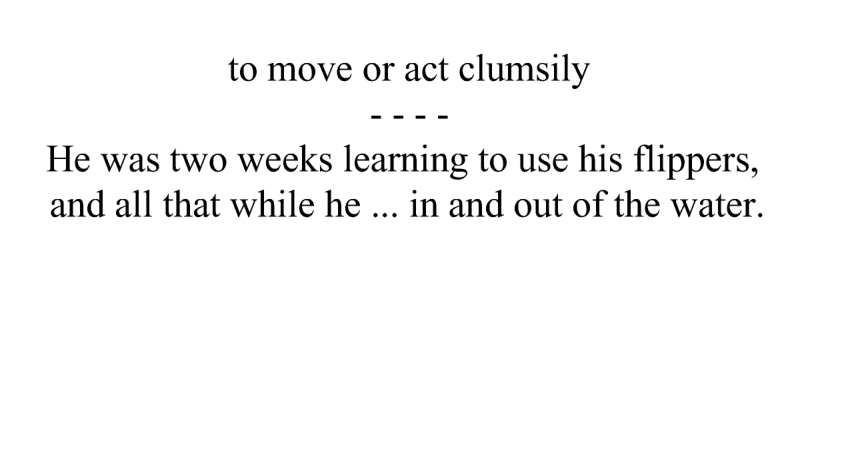 to move or act clumsily
- - - -
He was two weeks learning to use his flippers,
and all that while he ... in and out of the water.